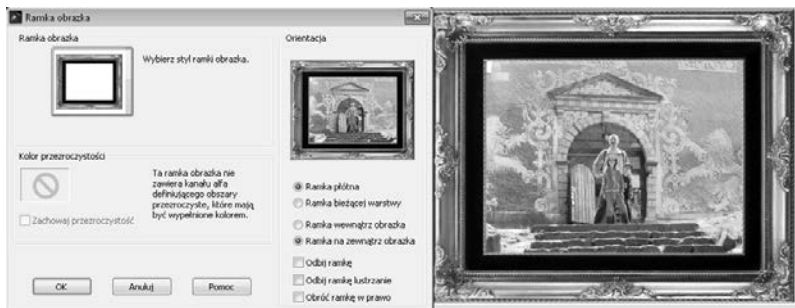 Ramka obrazka
Ramka obrazka
Wybierz styl ramki obrazka.
Kolor przezroczystości
Ta ramka obrazka nie
zawiera kanału alfa
definiującego obszary
przezroczyste, które mają
być wypełnione kolorem.
Zachowaj przezroczystość
OK
Anuluj
Pomoc
Orientacja
Ramka płótna
Ramka bieżącej warstwy
Ramka wewnątrz obrazka
Ramka na zewnątrz obrazka
Odbij ramkę
Odbij ramkę lustrzanie
Obróć ramkę w prawo